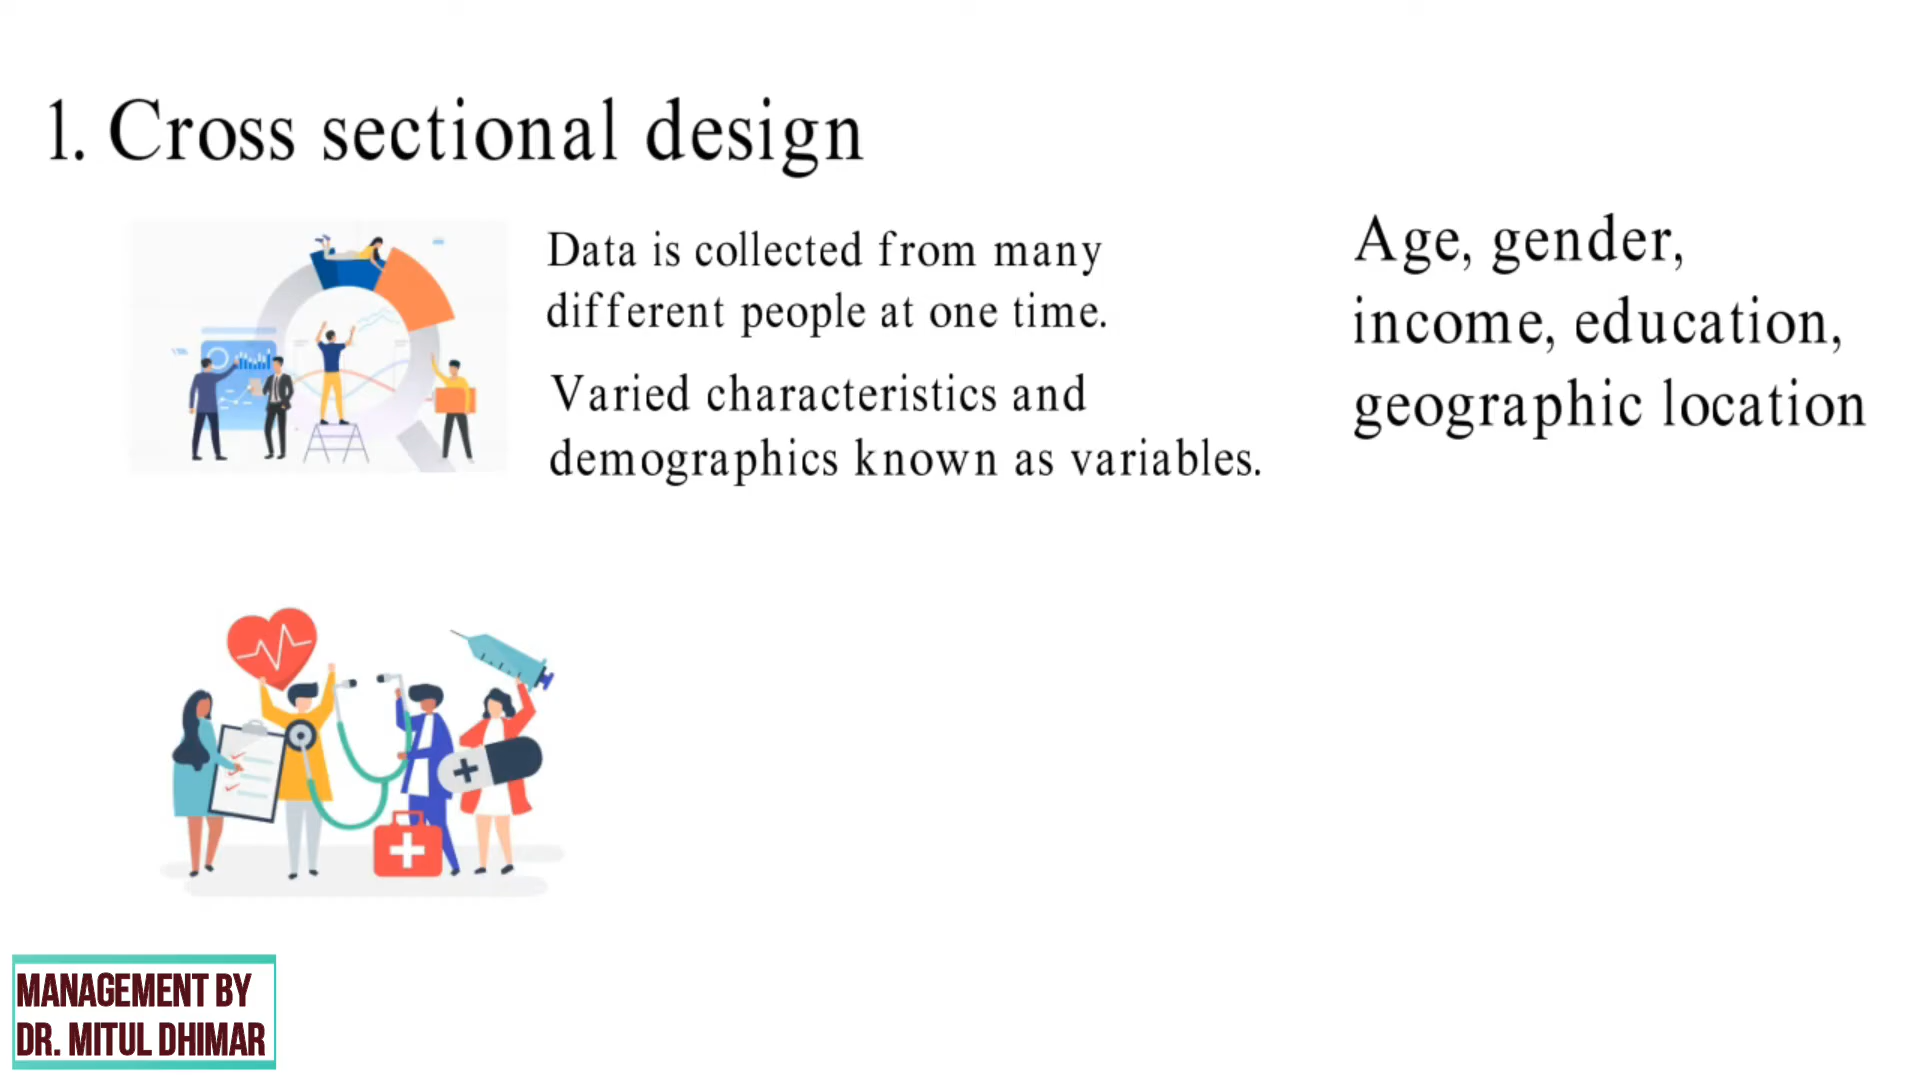 1. Cross sectional design
Data is collected from many
different people at one time.
Varied characteristics and
demographics known as variables.
Age, gender,
income, education,
geographic location
MANAGEMENT BY
DR. MITUL DHIMAR